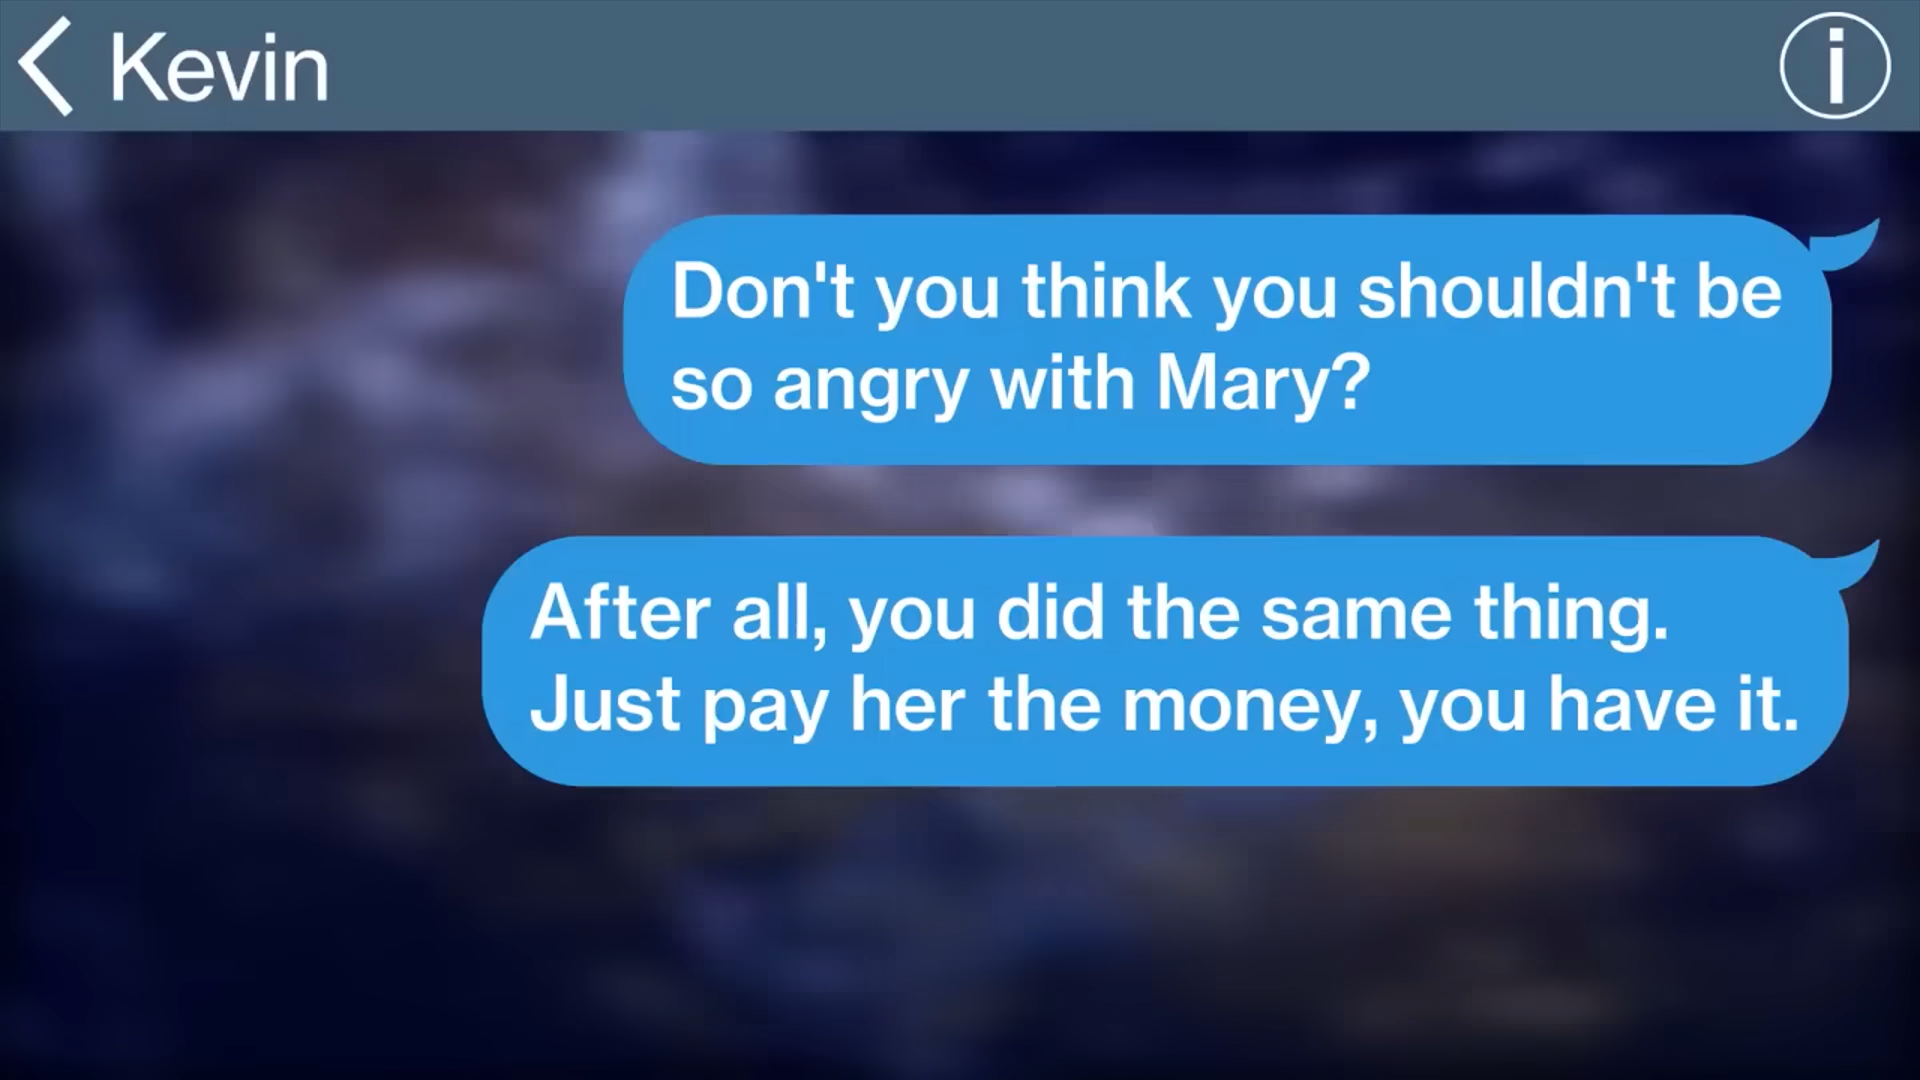 Kevin
Don't you think you shouldn't be
so angry with Mary?
After all, you did the same thing.
Just pay her the money, you have it.